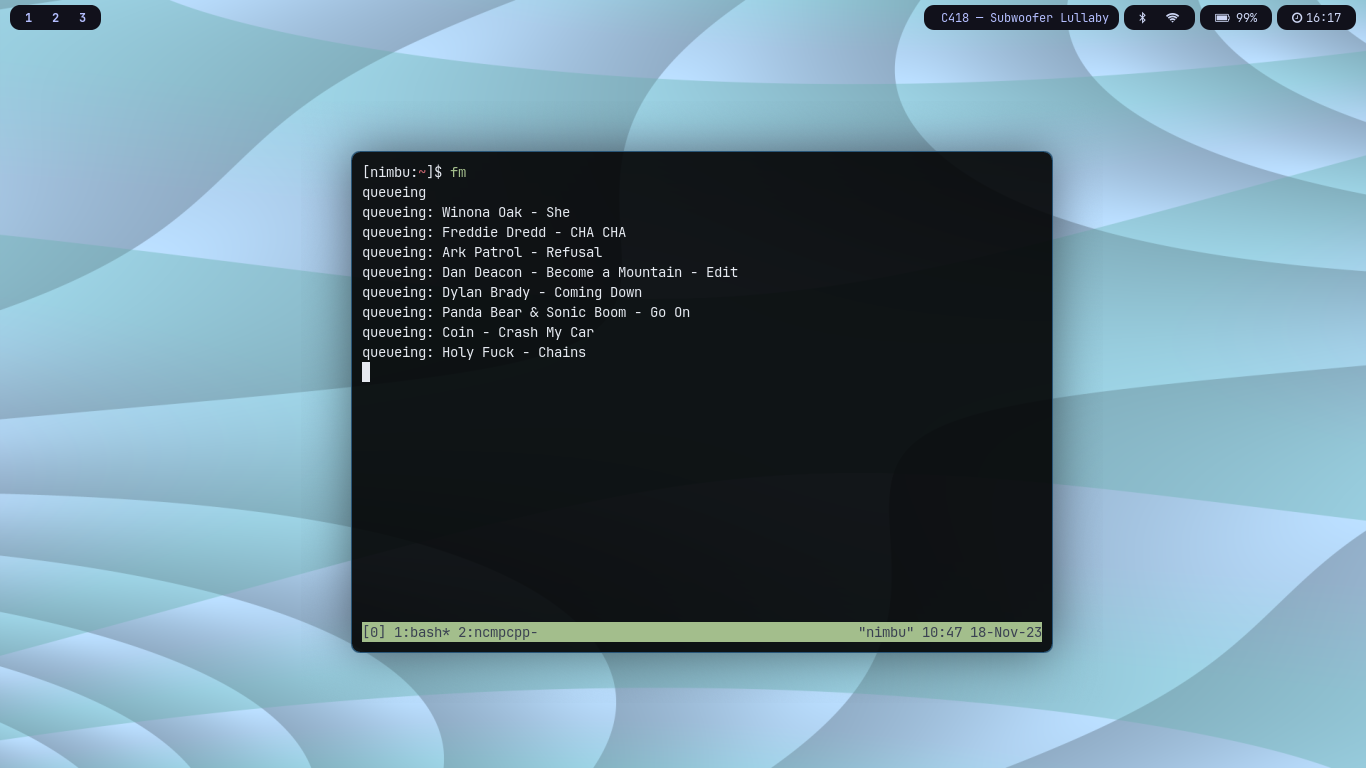 1 2 3
C418 — Subwoofer Lullaby
99%
16:17
[nimbu:~]$ fm
queueing
queueing: Winona Oak - She
queueing: Freddie Dredd - CHA CHA
queueing: Ark Patrol - Refusal
queueing: Dan Deacon - Become a Mountain - Edit
queueing: Dylan Brady - Coming Down
queueing: Panda Bear & Sonic Boom - Go On
queueing: Coin - Crash My Car
queueing: Holy Fuck - Chains
[0] 1:bash* 2:ncmpcpp- "nimbu" 10:47 18-Nov-23